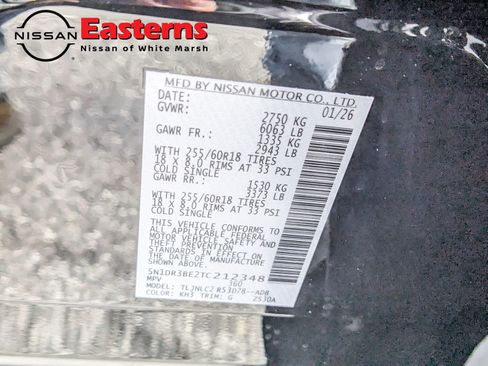 NISSAN
Easterns
Nissan of White Marsh
MFD BY NISSAN MOTOR CO., LTD.
DATE: 01/26
GVWR: 2750 KG
6063 LB
GAWR FR.: 1335 KG
2943 LB
WITH 255/60R18 TIRES
18 X 8.0 RIMS AT 33 PSI
COLD SINGLE
GAWR RR.: 1530 KG
3373 LB
WITH 255/60R18 TIRES
18 X 8.0 RIMS AT 33 PSI
COLD SINGLE
THIS VEHICLE CONFORMS TO ALL
APPLICABLE FEDERAL
MOTOR VEHICLE SAFETY AND
THEFT PREVENTION
STANDARDS IN EFFECT ON THE
DATE OF MANUFACTURE
SHOWN ABOVE.
5N1DR3BE2TC212348
MPV 360
MODEL: TLJNLC2 R53D78--ADB
COLOR: KH3 TRIM: G 2530A